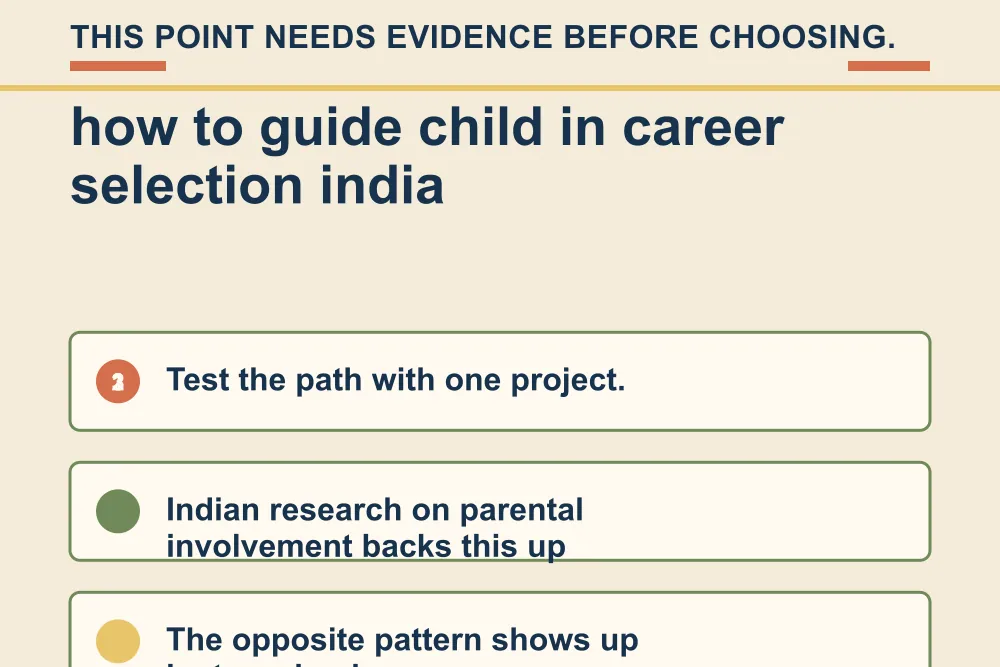 THIS POINT NEEDS EVIDENCE BEFORE CHOOSING.
how to guide child in career
selection india
Test the path with one project.
Indian research on parental
involvement backs this up
The opposite pattern shows up